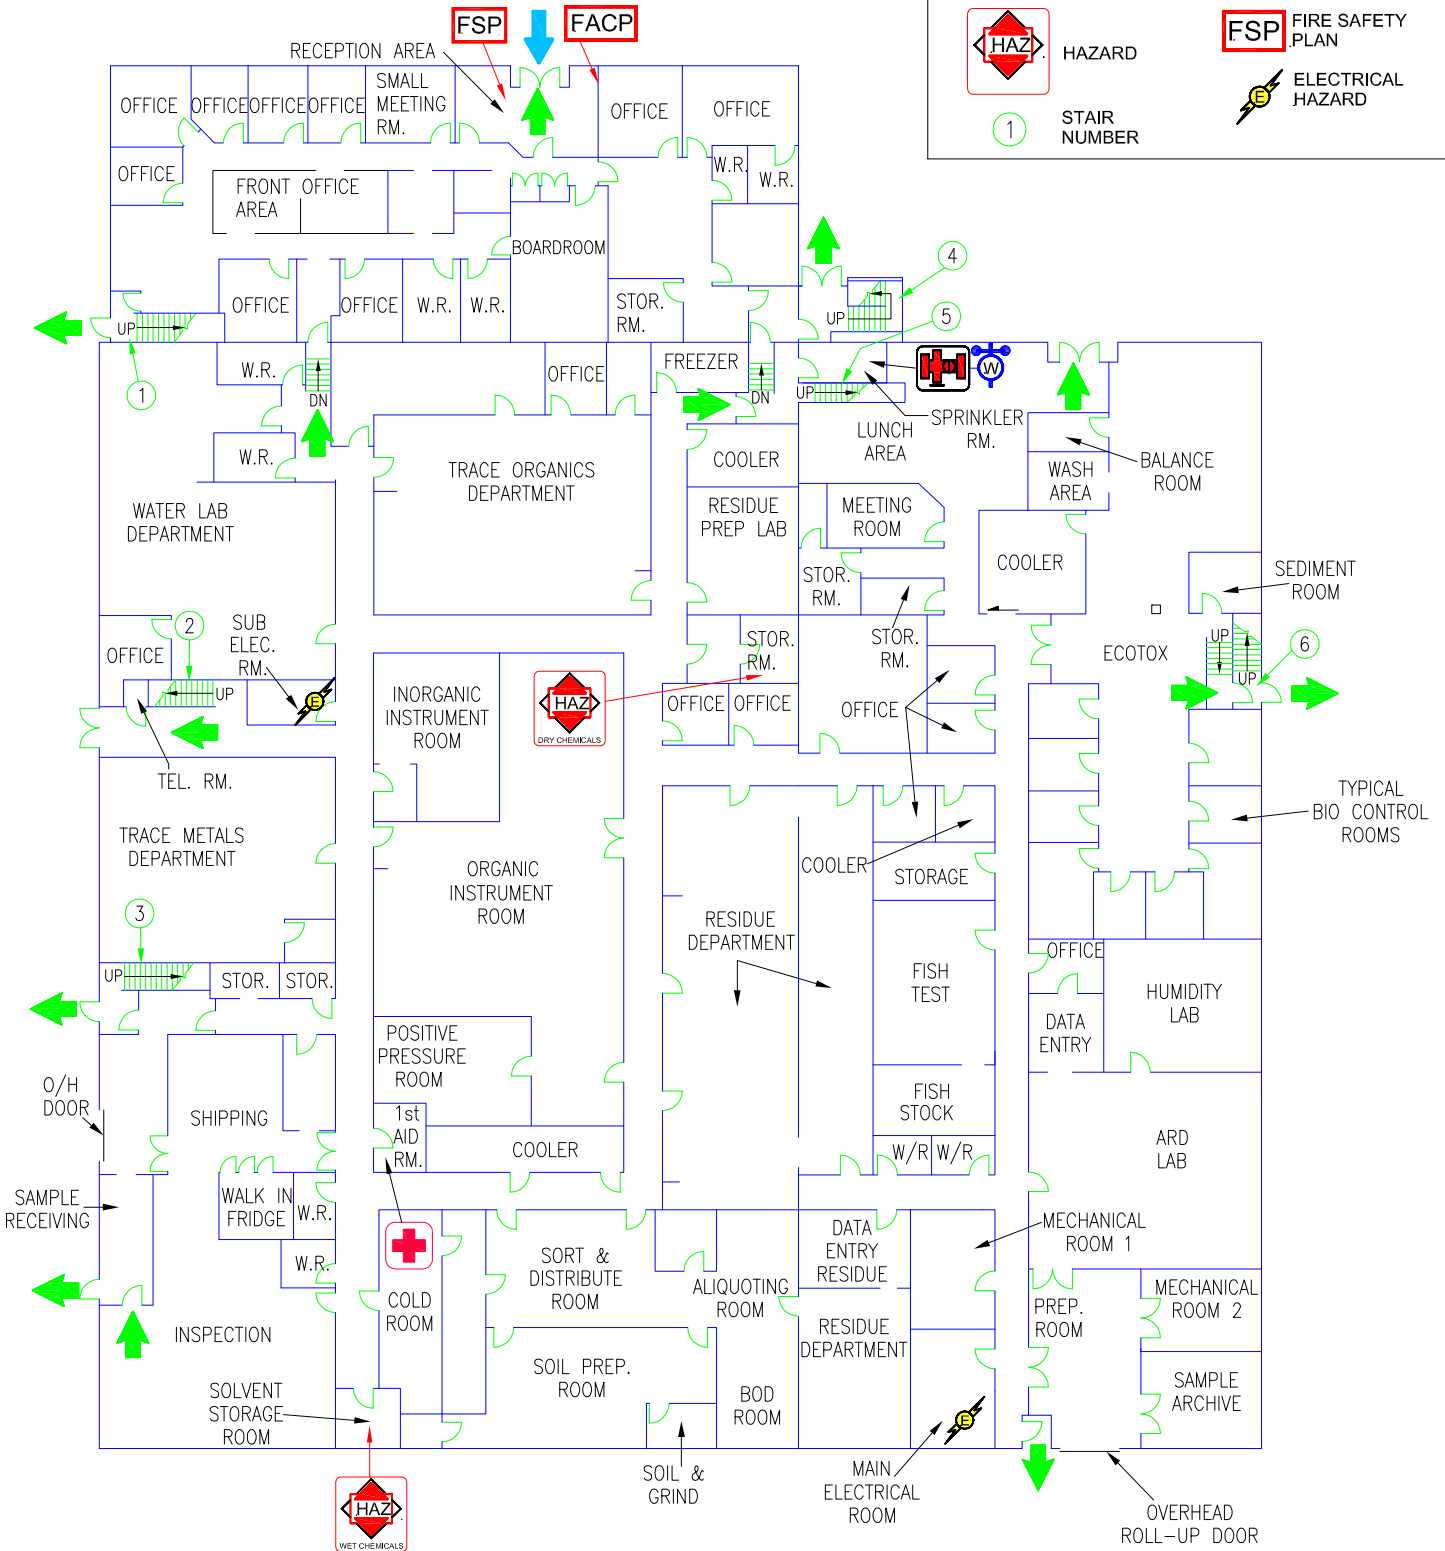 FSP
FACP
RECEPTION AREA
HAZ
HAZARD
FSP
FIRE SAFETY
PLAN
E
ELECTRICAL
HAZARD
1
STAIR
NUMBER
OFFICE
OFFICE
OFFICE
OFFICE
SMALL
MEETING
RM.
OFFICE
OFFICE
OFFICE
FRONT OFFICE
AREA
W.R.
W.R.
BOARDROOM
4
OFFICE
OFFICE
W.R.
W.R.
STOR.
RM.
UP
UP
5
1
W.R.
DN
OFFICE
FREEZER
DN
UP
W
SPRINKLER
RM.
LUNCH
AREA
W.R.
TRACE ORGANICS
DEPARTMENT
COOLER
BALANCE
ROOM
WASH
AREA
WATER LAB
DEPARTMENT
RESIDUE
PREP LAB
MEETING
ROOM
COOLER
STOR.
RM.
SEDIMENT
ROOM
2
SUB
ELEC.
RM.
OFFICE
UP
E
STOR.
RM.
STOR.
RM.
ECOTOX
UP
UP
6
INORGANIC
INSTRUMENT
ROOM
HAZ
DRY CHEMICALS
OFFICE
OFFICE
OFFICE
TEL. RM.
TYPICAL
BIO CONTROL
ROOMS
TRACE METALS
DEPARTMENT
ORGANIC
INSTRUMENT
ROOM
COOLER
STORAGE
3
RESIDUE
DEPARTMENT
OFFICE
UP
STOR.
STOR.
FISH
TEST
HUMIDITY
LAB
DATA
ENTRY
POSITIVE
PRESSURE
ROOM
O/H
DOOR
SHIPPING
1st
AID
RM.
COOLER
FISH
STOCK
W/R
W/R
ARD
LAB
SAMPLE
RECEIVING
WALK IN
FRIDGE
W.R.
W.R.
DATA
ENTRY
RESIDUE
MECHANICAL
ROOM 1
SORT &
DISTRIBUTE
ROOM
ALIQUOTING
ROOM
COLD
ROOM
PREP.
ROOM
MECHANICAL
ROOM 2
INSPECTION
RESIDUE
DEPARTMENT
SOIL PREP.
ROOM
BOD
ROOM
SAMPLE
ARCHIVE
SOLVENT
STORAGE
ROOM
E
HAZ
WET CHEMICALS
SOIL &
GRIND
MAIN
ELECTRICAL
ROOM
OVERHEAD
ROLL-UP DOOR